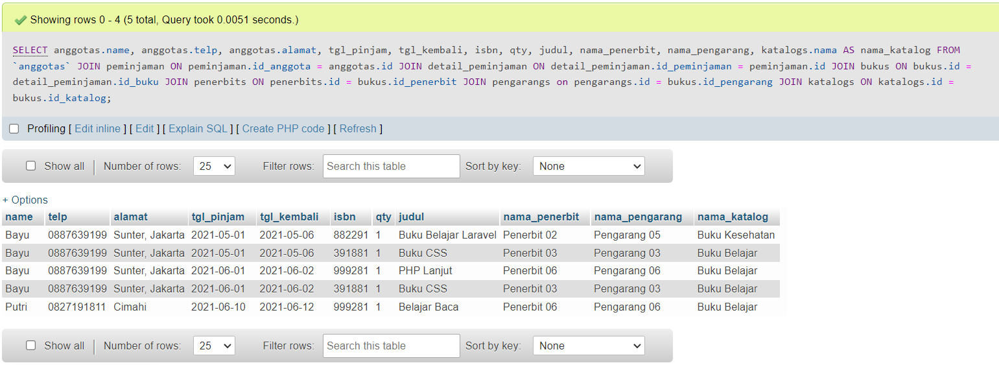 Showing rows 0 - 4 (5 total, Query took 0.0051 seconds.)
SELECT anggotas.name, anggotas.telp, anggotas.alamat, tgl_pinjam, tgl_kembali, isbn, qty, judul, nama_penerbit, nama_pengarang, katalogs.nama AS nama_katalog FROM
`anggotas` JOIN peminjaman ON peminjaman.id_anggota = anggotas.id JOIN detail_peminjaman ON detail_peminjaman.id_peminjaman = peminjaman.id JOIN bukus ON bukus.id =
detail_peminjaman.id_buku JOIN penerbits ON penerbits.id = bukus.id_penerbit JOIN pengarangs on pengarangs.id = bukus.id_pengarang JOIN katalogs ON katalogs.id =
bukus.id_katalog;
Profiling [ Edit inline ] [ Edit ] [ Explain SQL ] [ Create PHP code ] [ Refresh ]
Show all Number of rows: 25 Filter rows: Search this table Sort by key: None
+ Options
name telp alamat tgl_pinjam tgl_kembali isbn qty judul nama_penerbit nama_pengarang nama_katalog
Bayu 0887639199 Sunter, Jakarta 2021-05-01 2021-05-06 882291 1 Buku Belajar Laravel Penerbit 02 Pengarang 05 Buku Kesehatan
Bayu 0887639199 Sunter, Jakarta 2021-05-01 2021-05-06 391881 1 Buku CSS Penerbit 03 Pengarang 03 Buku Belajar
Bayu 0887639199 Sunter, Jakarta 2021-06-01 2021-06-02 999281 1 PHP Lanjut Penerbit 06 Pengarang 06 Buku Belajar
Bayu 0887639199 Sunter, Jakarta 2021-06-01 2021-06-02 391881 1 Buku CSS Penerbit 03 Pengarang 03 Buku Belajar
Putri 0827191811 Cimahi 2021-06-10 2021-06-12 999281 1 Belajar Baca Penerbit 06 Pengarang 06 Buku Belajar
Show all Number of rows: 25 Filter rows: Search this table Sort by key: None